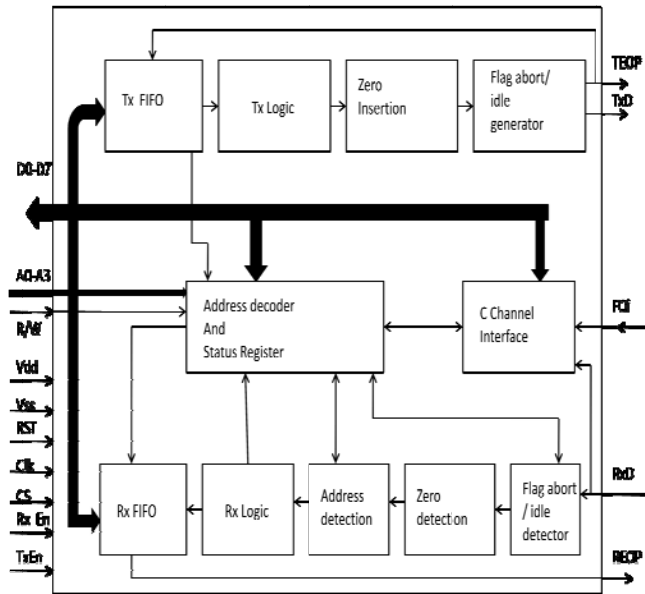 TEOP
TxD
Tx FIFO
Tx Logic
Zero
Insertion
Flag abort/
idle
generator
D0-D7
A0-A3
R/W
Address decoder
And
Status Register
C Channel
Interface
Vdd
Vss
RST
Clk
CS
Rx En
TxEn
Rx FIFO
Rx Logic
Address
detection
Zero
detection
Flag abort
/ idle
detector
RxD
REOP